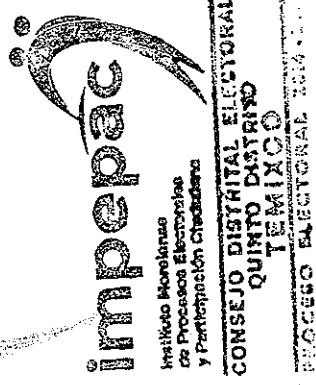 impepac
Instituto Morelense
de Procesos Electorales
y Participación Ciudadana
CONSEJO DISTRITAL ELECTORAL
QUINTO DISTRITO
TEMIXCO
PROCESO ELECTORAL